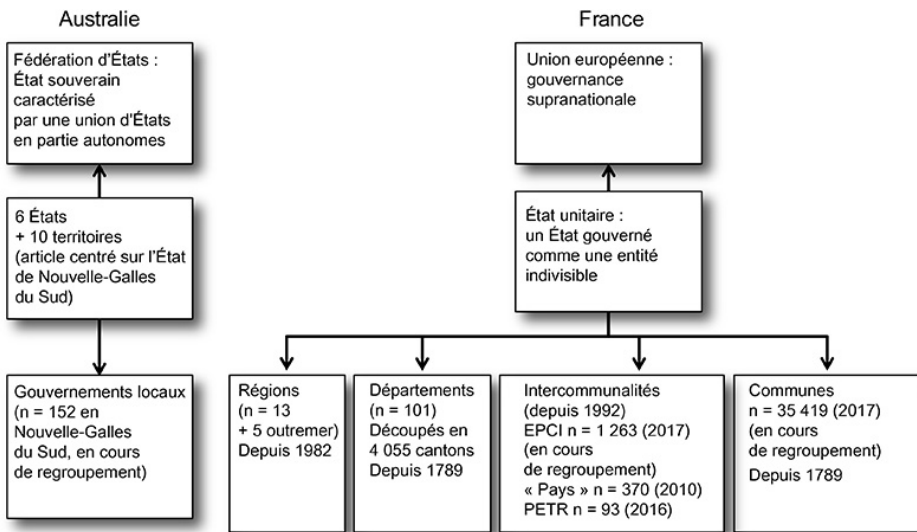 Australie
Fédération d'États :
État souverain
caractérisé
par une union d'États
en partie autonomes
6 États
+ 10 territoires
(article centré sur l'État
de Nouvelle-Galles
du Sud)
Gouvernements locaux
(n = 152 en
Nouvelle-Galles
du Sud, en cours
de regroupement)
France
Union européenne :
gouvernance
supranationale
État unitaire :
un État gouverné
comme une entité
indivisible
Régions
(n = 13
+ 5 outremer)
Depuis 1982
Départements
(n = 101)
Découpés en
4 055 cantons
Depuis 1789
Intercommunalités
(depuis 1992)
EPCI n = 1 263 (2017)
(en cours
de regroupement)
« Pays » n = 370 (2010)
PETR n = 93 (2016)
Communes
n = 35 419 (2017)
(en cours
de regroupement)
Depuis 1789